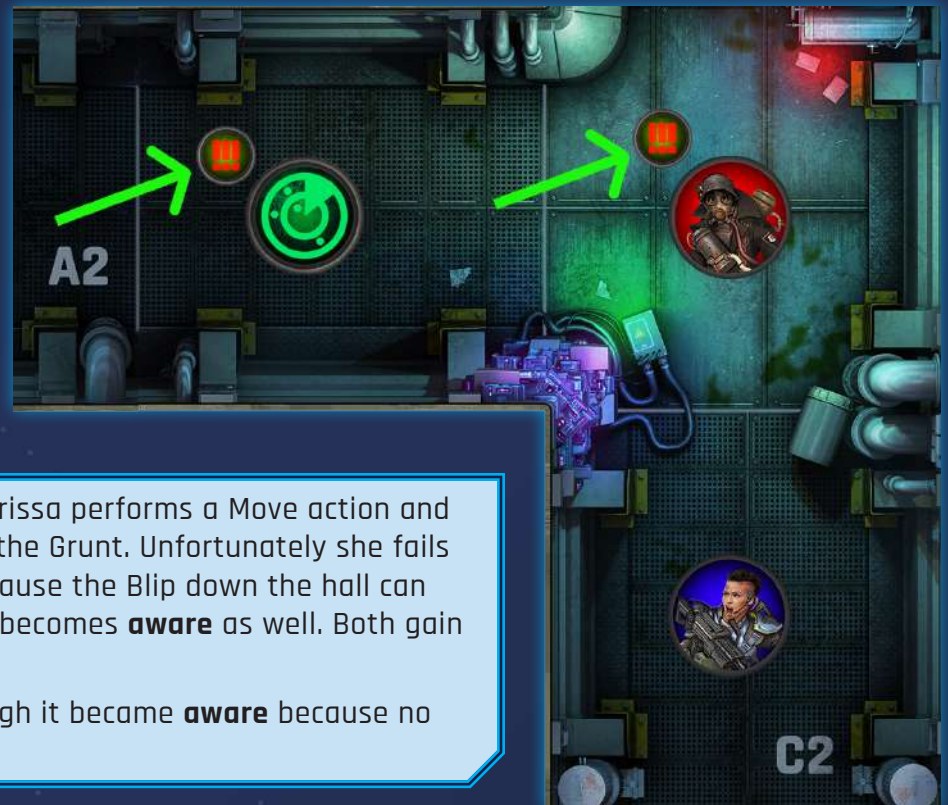 A2
rissa performs a Move action and
the Grunt. Unfortunately she fails
ause the Blip down the hall can
becomes aware as well. Both gain
gh it became aware because no
C2